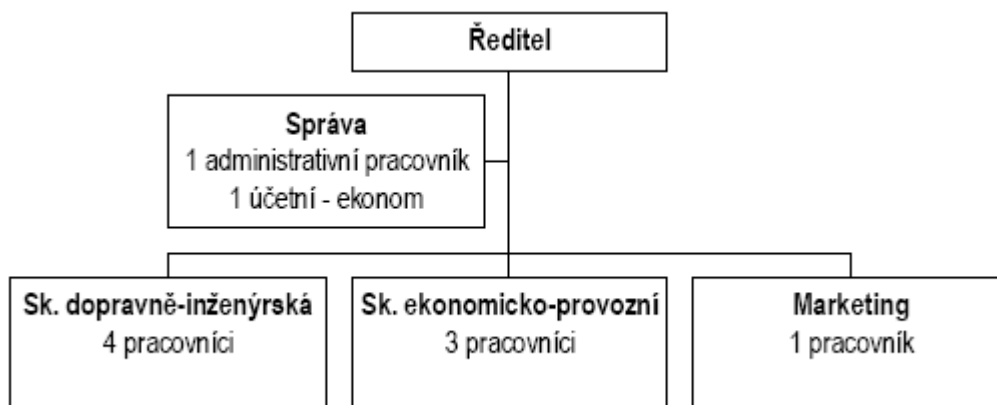 Ředitel
Správa
1 administrativní pracovník
1 účetní - ekonom
Sk. dopravně-inženýrská
4 pracovníci
Sk. ekonomicko-provozní
3 pracovníci
Marketing
1 pracovník